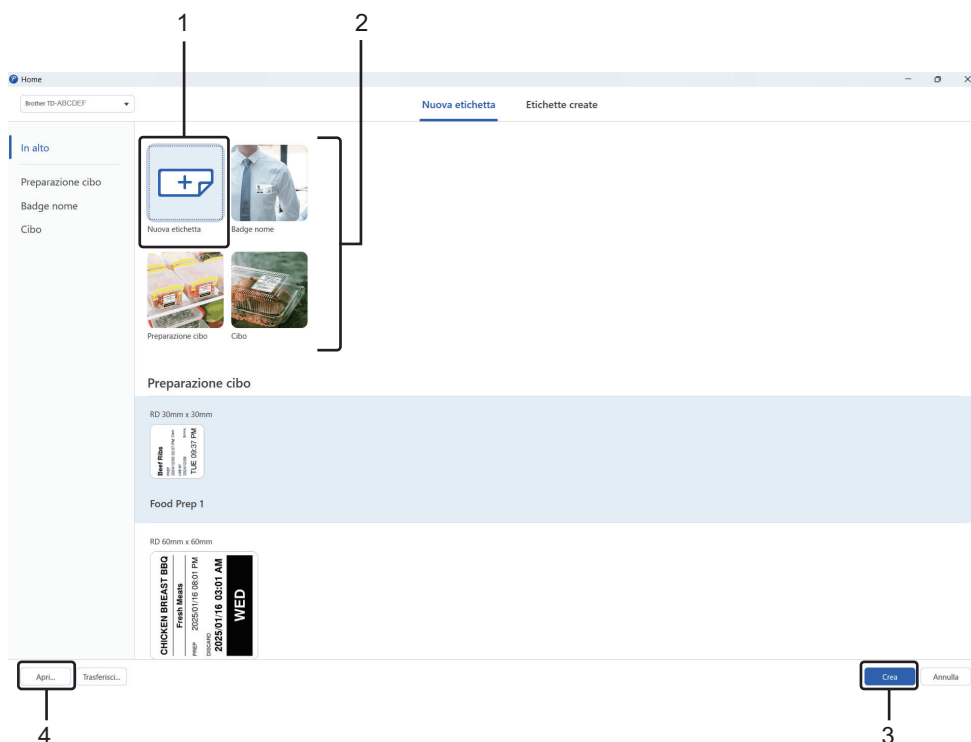 1 2
Home
Brother TD-ABCDEF
Nuova etichetta Etichette create
In alto
Preparazione cibo
Badge nome
Cibo
Nuova etichetta Badge nome
Preparazione cibo Cibo
Preparazione cibo
RD 30mm x 30mm
Beef Ribs
TUE 09:37 PM
Food Prep 1
RD 60mm x 60mm
CHICKEN BREAST BBQ
Fresh Meats
PREP 2025/01/16 08:01 PM
DISCARD
2025/01/16 03:01 AM
WED
Apri... Trasferisci... Crea Annulla
4 3